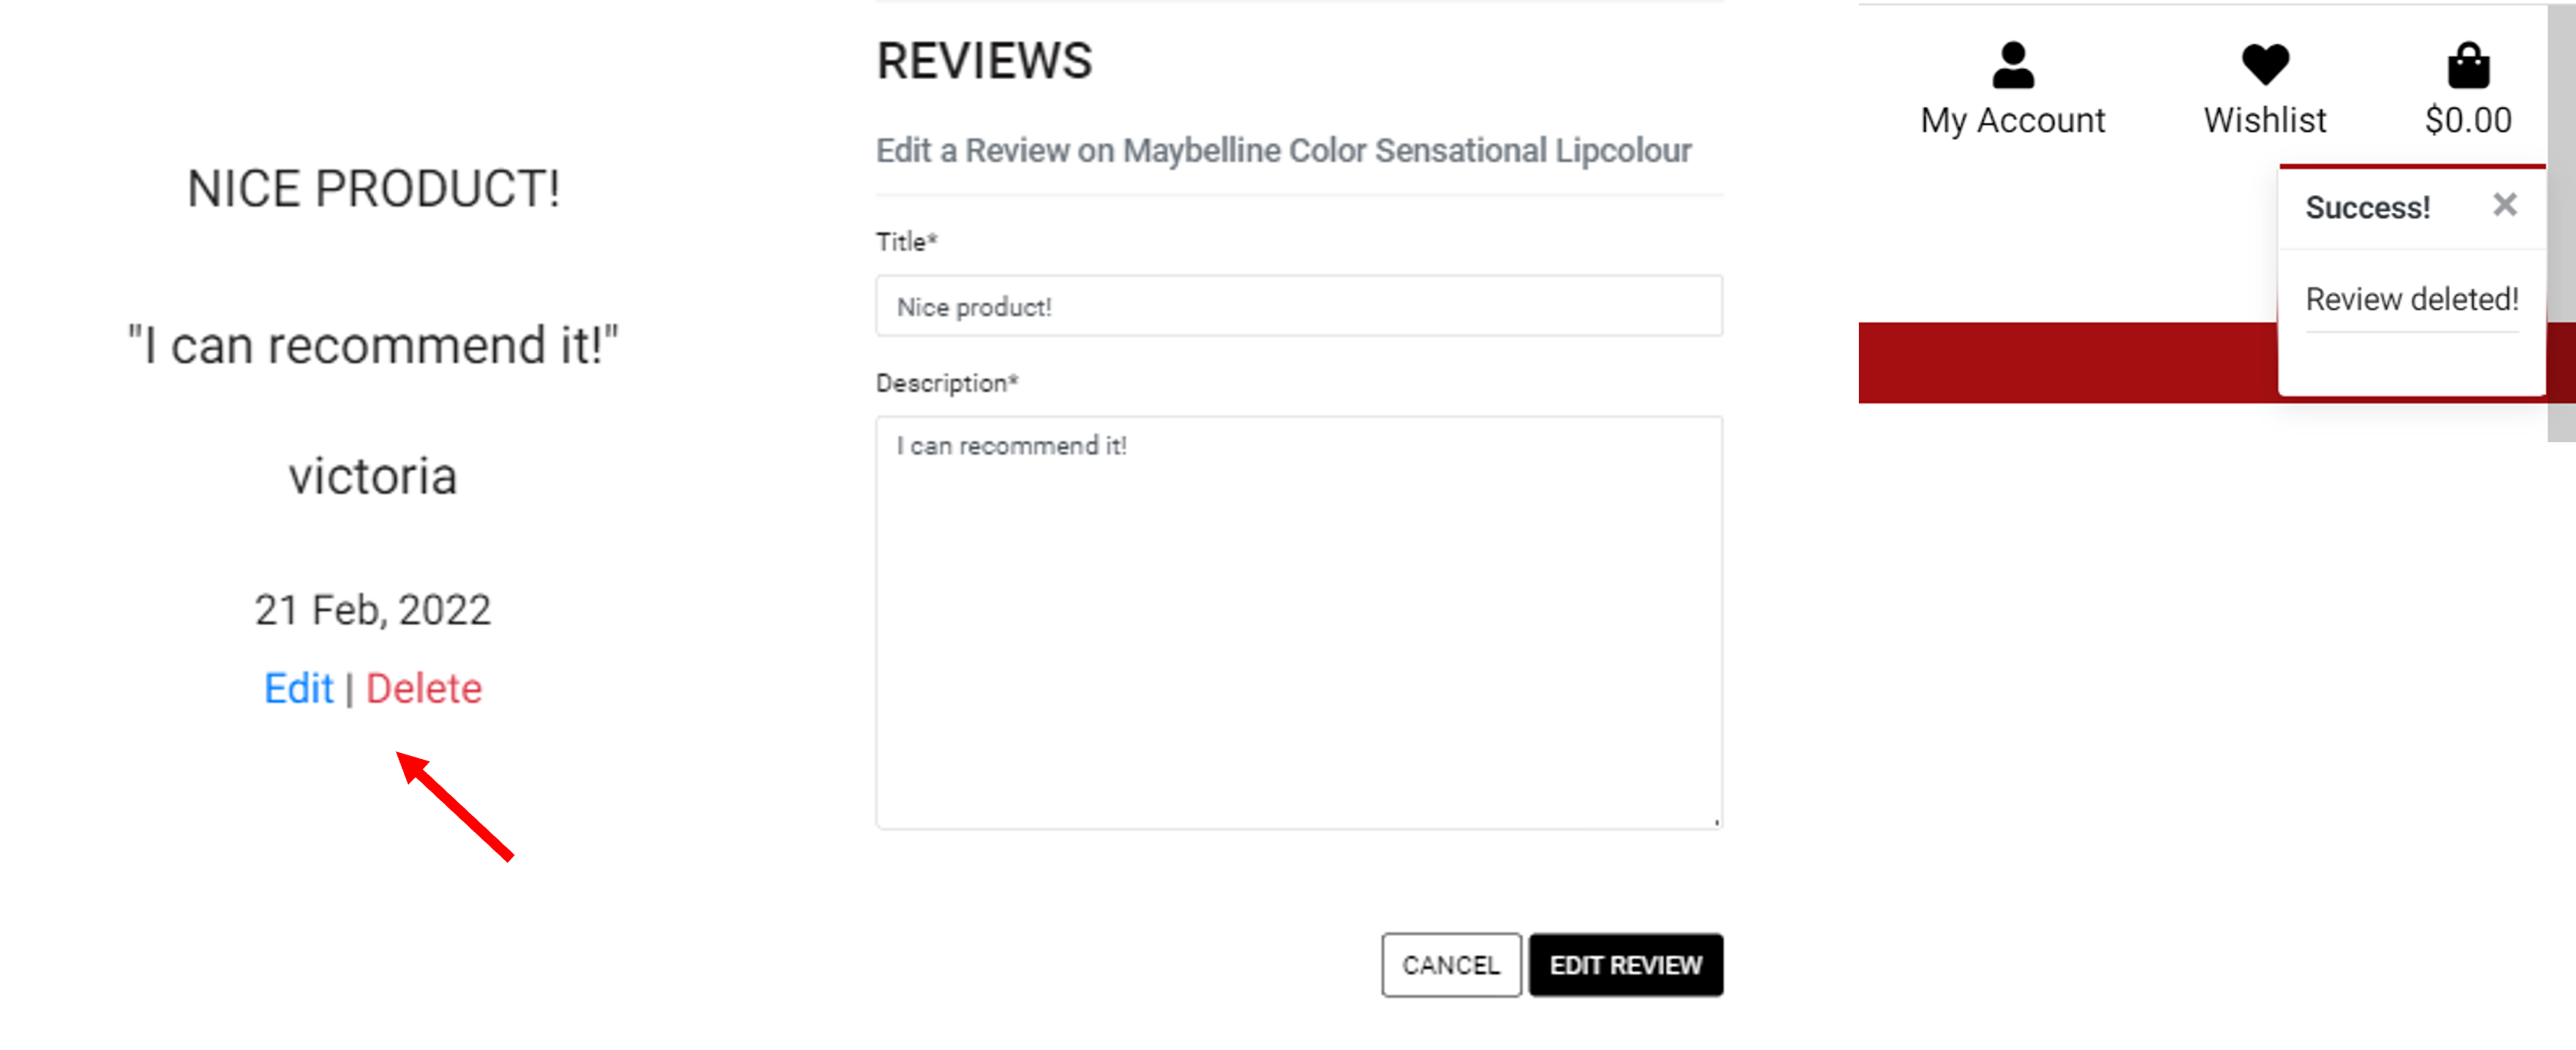 NICE PRODUCT!
"I can recommend it!"
victoria
21 Feb, 2022
Edit | Delete
REVIEWS
Edit a Review on Maybelline Color Sensational Lipcolour
Title*
Nice product!
Description*
I can recommend it!
CANCEL EDIT REVIEW
My Account Wishlist $0.00
Success! ×
Review deleted!